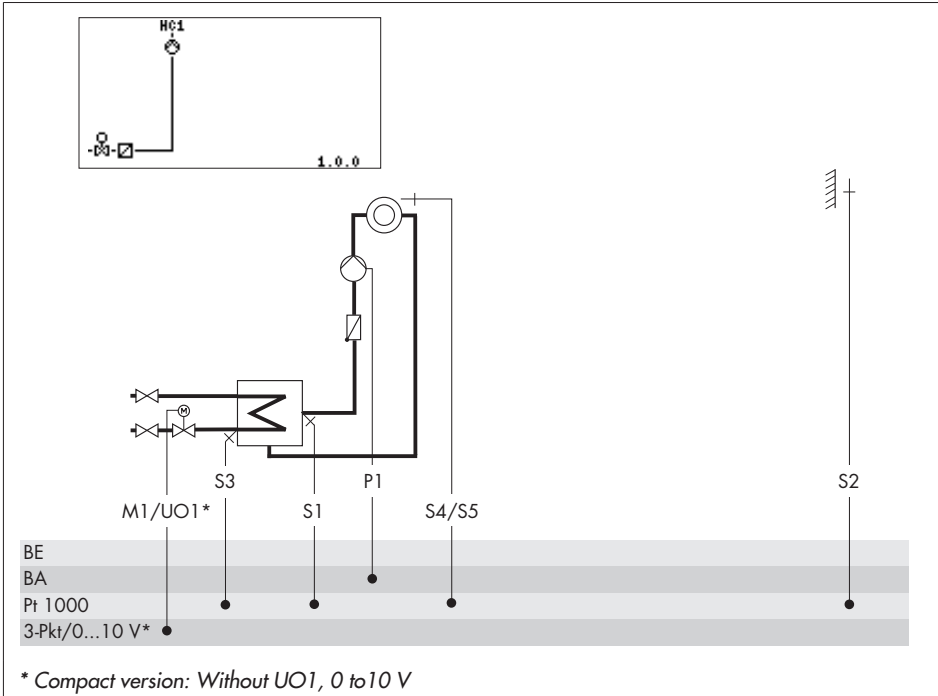 HC1
1.0.0
M
S3
P1
S2
M1/UO1*
S1
S4/S5
BE
BA
Pt 1000
3-Pkt/0...10 V*
* Compact version: Without UO1, 0 to10 V